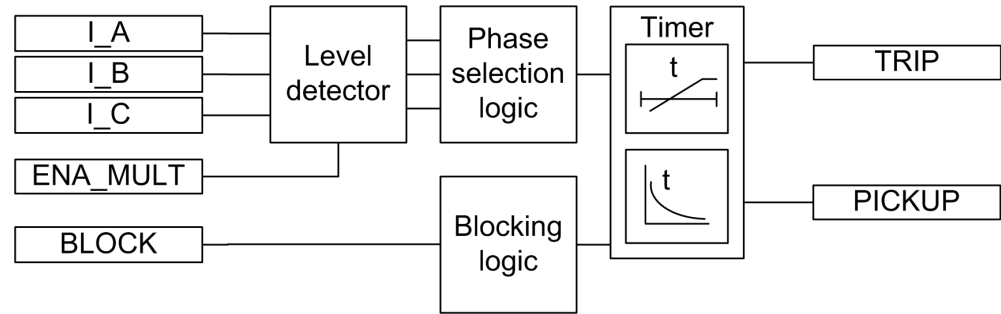 I_A
I_B
I_C
ENA_MULT
BLOCK
Level
detector
Phase
selection
logic
Blocking
logic
Timer
t
t
TRIP
PICKUP